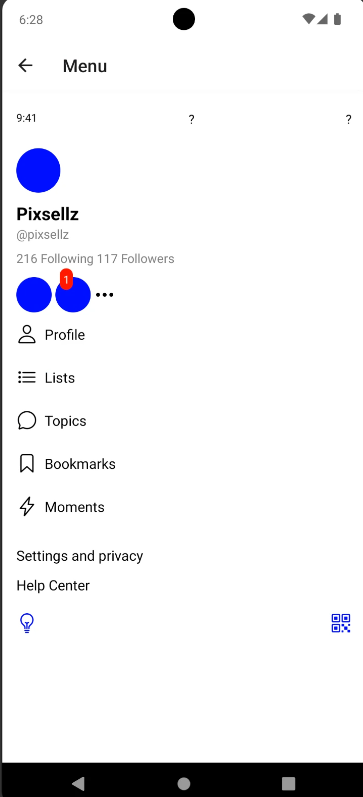 6:28
Menu
9:41 ? ?
Pixsellz
@pixsellz
216 Following 117 Followers
1
Profile
Lists
Topics
Bookmarks
Moments
Settings and privacy
Help Center